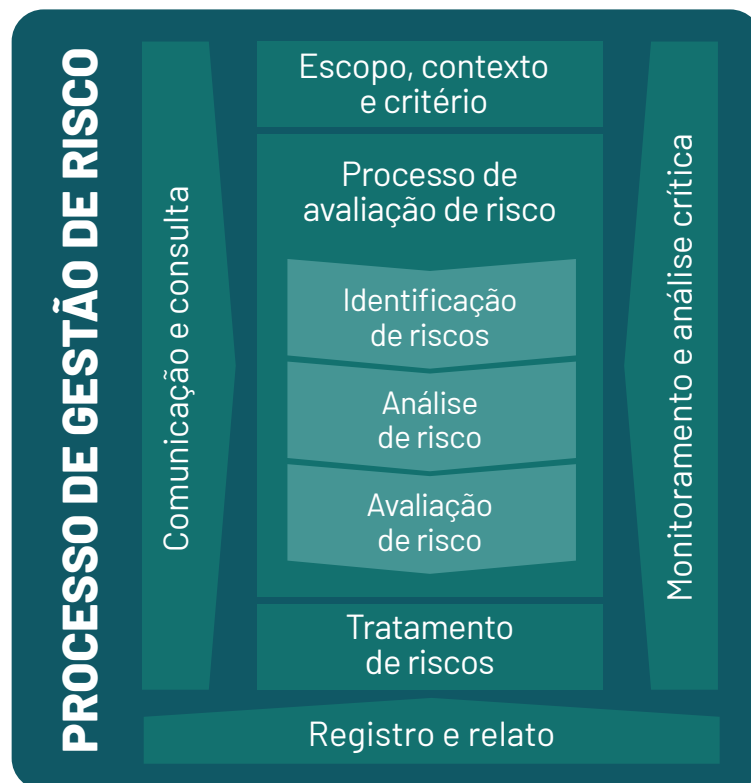 PROCESSO DE GESTÃO DE RISCO
Comunicação e consulta
Escopo, contexto
e critério
Processo de
avaliação de risco
Identificação
de riscos
Análise
de risco
Avaliação
de risco
Tratamento
de riscos
Monitoramento e análise crítica
Registro e relato